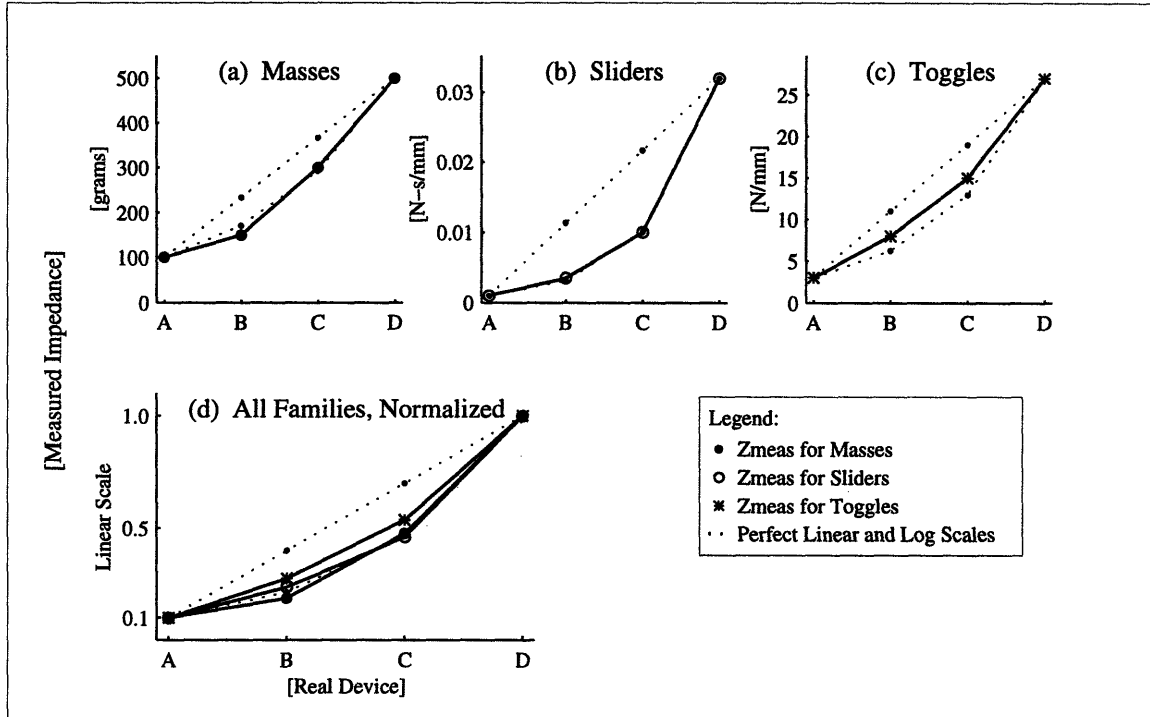 (a) Masses
500
400
300
200
100
0
[grams]
A B C D
(b) Sliders
0.03
0.02
0.01
0
[N–s/mm]
A B C D
(c) Toggles
25
20
15
10
5
0
[N/mm]
A B C D
[Measured Impedance]
(d) All Families, Normalized
1.0
0.5
0.1
Linear Scale
A B C D
[Real Device]
Legend:
Zmeas for Masses
Zmeas for Sliders
Zmeas for Toggles
Perfect Linear and Log Scales